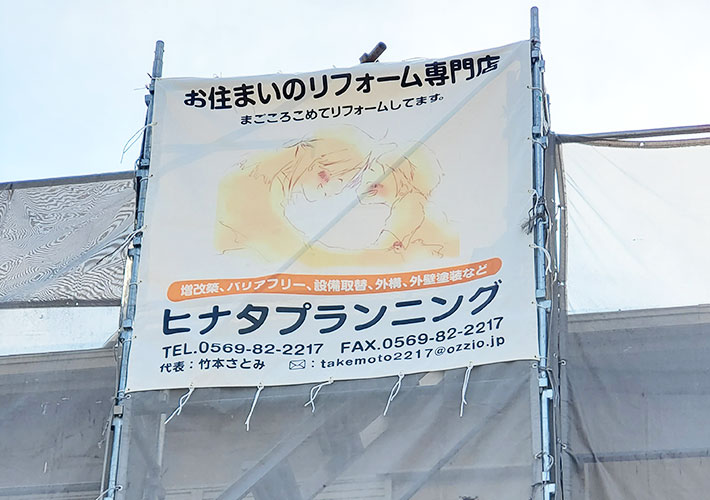 お住まいのリフォーム専門店
まごころこめてリフォームしてます。
増改築、バリアフリー、設備取替、外構、外壁塗装など
ヒナタプランニング
TEL.0569-82-2217 FAX.0569-82-2217
代表：竹本さとみ ✉：takemoto2217@ozzio.jp